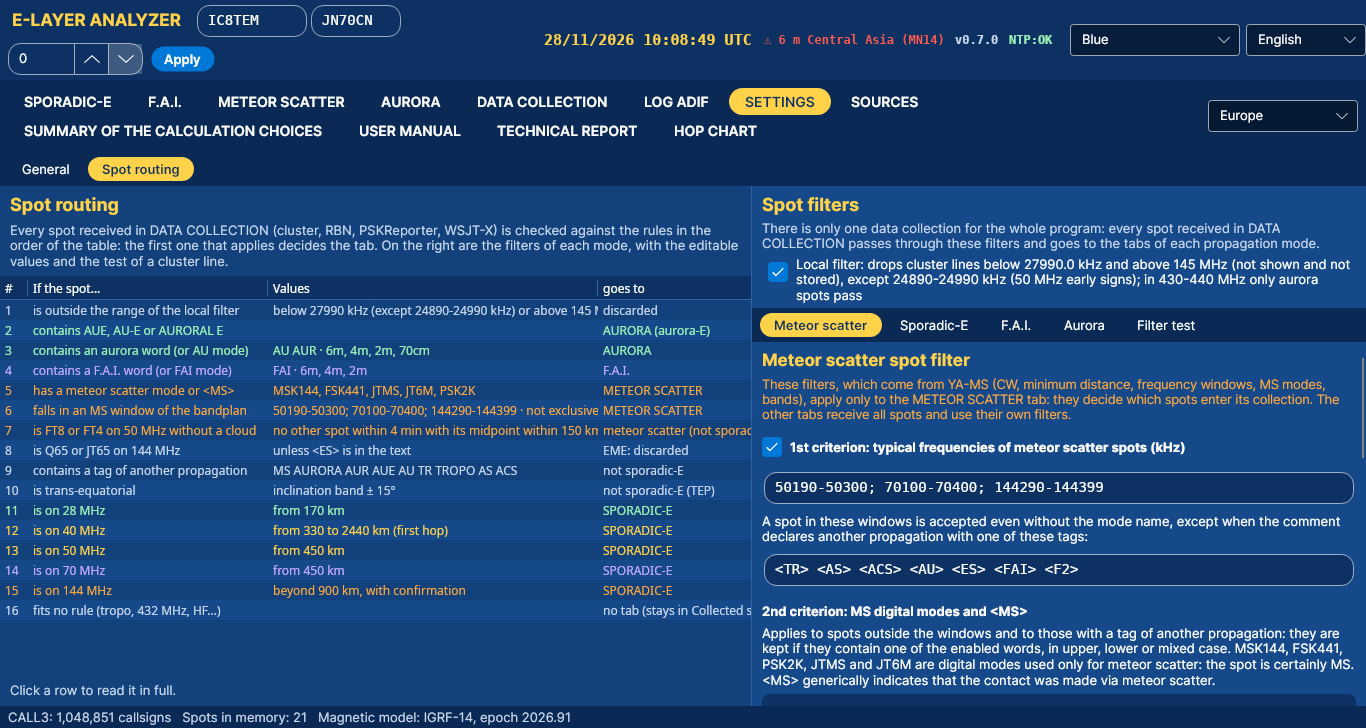 E-LAYER ANALYZER
IC8TEM
JN70CN
0
Apply
28/11/2026 10:08:49 UTC
⚠ 6 m Central Asia (MN14)
v0.7.0
NTP:OK
Blue
English
SPORADIC-E
F.A.I.
METEOR SCATTER
AURORA
DATA COLLECTION
LOG ADIF
SETTINGS
SOURCES
SUMMARY OF THE CALCULATION CHOICES
USER MANUAL
TECHNICAL REPORT
HOP CHART
Europe
General
Spot routing
Spot routing
Every spot received in DATA COLLECTION (cluster, RBN, PSKReporter, WSJT-X) is checked against the rules in the
order of the table: the first one that applies decides the tab. On the right are the filters of each mode, with the editable
values and the test of a cluster line.
# If the spot... Values goes to
1 is outside the range of the local filter below 27990 kHz (except 24890-24990 kHz) or above 145 M discarded
2 contains AUE, AU-E or AURORAL E AURORA (aurora-E)
3 contains an aurora word (or AU mode) AU AUR · 6m, 4m, 2m, 70cm AURORA
4 contains a F.A.I. word (or FAI mode) FAI · 6m, 4m, 2m F.A.I.
5 has a meteor scatter mode or <MS> MSK144, FSK441, JTMS, JT6M, PSK2K METEOR SCATTER
6 falls in an MS window of the bandplan 50190-50300; 70100-70400; 144290-144399 · not exclusive METEOR SCATTER
7 is FT8 or FT4 on 50 MHz without a cloud no other spot within 4 min with its midpoint within 150 km meteor scatter (not sporad
8 is Q65 or JT65 on 144 MHz unless <ES> is in the text EME: discarded
9 contains a tag of another propagation MS AURORA AUR AUE AU TR TROPO AS ACS not sporadic-E
10 is trans-equatorial inclination band ± 15° not sporadic-E (TEP)
11 is on 28 MHz from 170 km SPORADIC-E
12 is on 40 MHz from 330 to 2440 km (first hop) SPORADIC-E
13 is on 50 MHz from 450 km SPORADIC-E
14 is on 70 MHz from 450 km SPORADIC-E
15 is on 144 MHz beyond 900 km, with confirmation SPORADIC-E
16 fits no rule (tropo, 432 MHz, HF...) no tab (stays in Collected s
Click a row to read it in full.
Spot filters
There is only one data collection for the whole program: every spot received in DATA
COLLECTION passes through these filters and goes to the tabs of each propagation mode.
Local filter: drops cluster lines below 27990.0 kHz and above 145 MHz (not shown and not
stored), except 24890-24990 kHz (50 MHz early signs); in 430-440 MHz only aurora
spots pass
Meteor scatter
Sporadic-E
F.A.I.
Aurora
Filter test
Meteor scatter spot filter
These filters, which come from YA-MS (CW, minimum distance, frequency windows, MS modes,
bands), apply only to the METEOR SCATTER tab: they decide which spots enter its collection. The
other tabs receive all spots and use their own filters.
1st criterion: typical frequencies of meteor scatter spots (kHz)
50190-50300; 70100-70400; 144290-144399
A spot in these windows is accepted even without the mode name, except when the comment
declares another propagation with one of these tags:
<TR> <AS> <ACS> <AU> <ES> <FAI> <F2>
2nd criterion: MS digital modes and <MS>
Applies to spots outside the windows and to those with a tag of another propagation: they are
kept if they contain one of the enabled words, in upper, lower or mixed case. MSK144, FSK441,
PSK2K, JTMS and JT6M are digital modes used only for meteor scatter: the spot is certainly MS.
<MS> generically indicates that the contact was made via meteor scatter.
CALL3: 1,048,851 callsigns Spots in memory: 21 Magnetic model: IGRF-14, epoch 2026.91